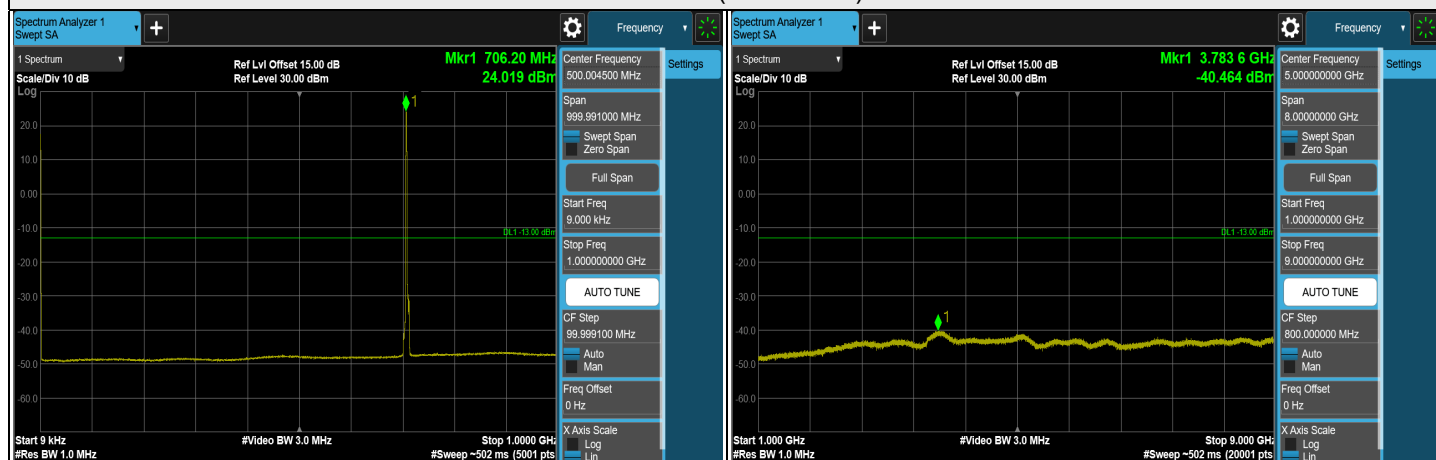 Spectrum Analyzer 1
Swept SA
+
Frequency
1 Spectrum
Ref Lvl Offset 15.00 dB
Mkr1 706.20 MHz
Scale/Div 10 dB
Ref Level 30.00 dBm
24.019 dBm
Log
1
20.0
10.0
0.00
-10.0
DL1 -13.00 dBm
-20.0
-30.0
-40.0
-50.0
-60.0
Start 9 kHz
#Video BW 3.0 MHz
Stop 1.0000 GHz
#Res BW 1.0 MHz
#Sweep ~502 ms (5001 pts
Center Frequency
500.004500 MHz
Settings
Span
999.991000 MHz
Swept Span
Zero Span
Full Span
Start Freq
9.000 kHz
Stop Freq
1.000000000 GHz
AUTO TUNE
CF Step
99.999100 MHz
Auto
Man
Freq Offset
0 Hz
X Axis Scale
Log
Lin
Spectrum Analyzer 1
Swept SA
+
Frequency
1 Spectrum
Ref Lvl Offset 15.00 dB
Mkr1 3.783 6 GHz
Scale/Div 10 dB
Ref Level 30.00 dBm
-40.464 dBm
Log
20.0
10.0
0.00
-10.0
DL1 -13.00 dBm
-20.0
-30.0
1
-40.0
-50.0
-60.0
Start 1.000 GHz
#Video BW 3.0 MHz
Stop 9.000 GHz
#Res BW 1.0 MHz
#Sweep ~502 ms (20001 pts
Center Frequency
5.00000000 GHz
Settings
Span
8.00000000 GHz
Swept Span
Zero Span
Full Span
Start Freq
1.000000000 GHz
Stop Freq
9.000000000 GHz
AUTO TUNE
CF Step
800.000000 MHz
Auto
Man
Freq Offset
0 Hz
X Axis Scale
Log
Lin